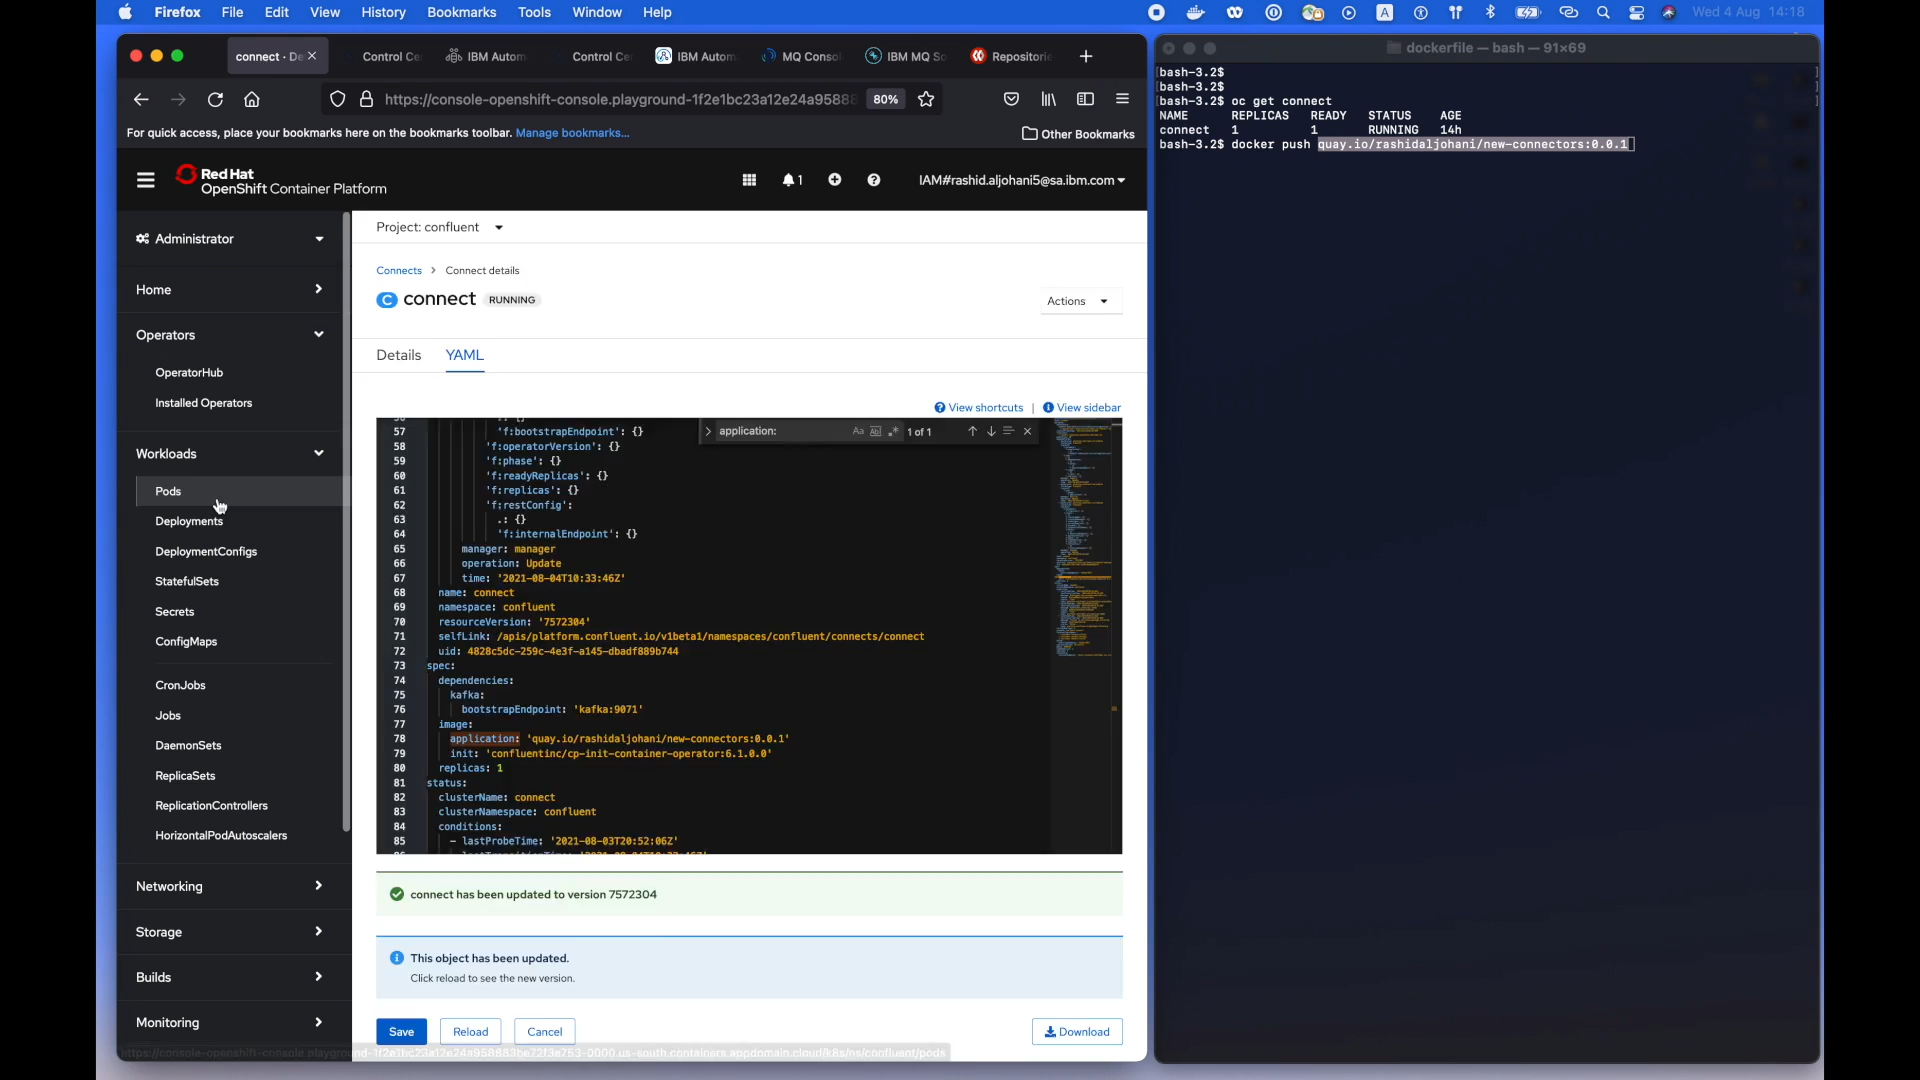 Firefox File Edit View History Bookmarks Tools Window Help
A
Wed 4 Aug 14:18
connect · De
Control Ce
IBM Autom
Control Ce
IBM Autom
MQ Conso
IBM MQ So
Repositorie
https://console-openshift-console.playground-1f2e1bc23a12e24a95888
80%
For quick access, place your bookmarks here on the bookmarks toolbar. Manage bookmarks...
Other Bookmarks
Red Hat
OpenShift Container Platform
1
IAM#rashid.aljohani5@sa.ibm.com
Administrator
Home
Operators
OperatorHub
Installed Operators
Workloads
Pods
Deployments
DeploymentConfigs
StatefulSets
Secrets
ConfigMaps
CronJobs
Jobs
DaemonSets
ReplicaSets
ReplicationControllers
HorizontalPodAutoscalers
Networking
Storage
Builds
Monitoring
Project: confluent
Connects > Connect details
C connect RUNNING
Actions
Details YAML
View shortcuts | View sidebar
application: 1 of 1
57 'f:bootstrapEndpoint': {}
58 'f:operatorVersion': {}
59 'f:phase': {}
60 'f:readyReplicas': {}
61 'f:replicas': {}
62 'f:restConfig':
63 .: {}
64 'f:internalEndpoint': {}
65 manager: manager
66 operation: Update
67 time: '2021-08-04T10:33:46Z'
68 name: connect
69 namespace: confluent
70 resourceVersion: '7572304'
71 selfLink: /apis/platform.confluent.io/v1beta1/namespaces/confluent/connects/connect
72 uid: 4828c5dc-259c-4e3f-a145-dbadf889b744
73 spec:
74 dependencies:
75 kafka:
76 bootstrapEndpoint: 'kafka:9071'
77 image:
78 application: 'quay.io/rashidaljohani/new-connectors:0.0.1'
79 init: 'confluentinc/cp-init-container-operator:6.1.0.0'
80 replicas: 1
81 status:
82 clusterName: connect
83 clusterNamespace: confluent
84 conditions:
85 - lastProbeTime: '2021-08-03T20:52:06Z'
connect has been updated to version 7572304
This object has been updated.
Click reload to see the new version.
Save
Reload
Cancel
Download
dockerfile — bash — 91×69
bash-3.2$
bash-3.2$
bash-3.2$ oc get connect
NAME REPLICAS READY STATUS AGE
connect 1 1 RUNNING 14h
bash-3.2$ docker push quay.io/rashidaljohani/new-connectors:0.0.1